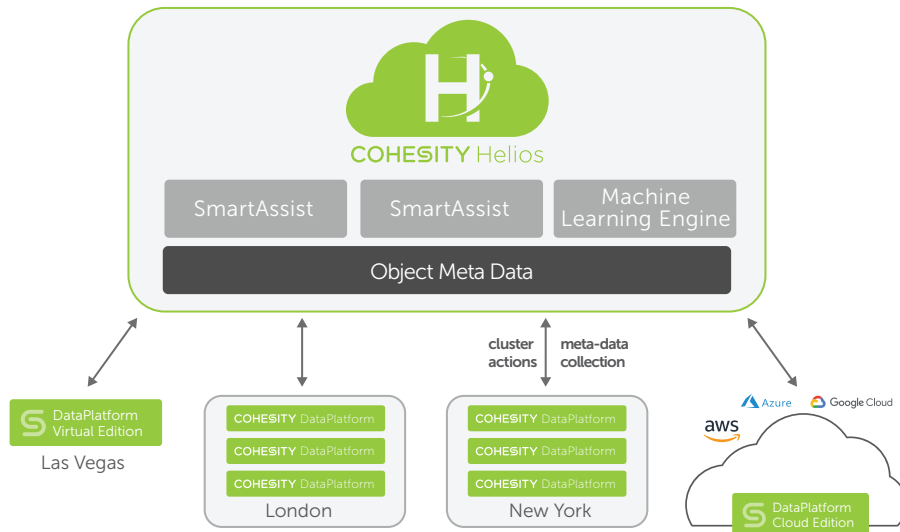 H
COHESITY Helios
SmartAssist
SmartAssist
Machine
Learning Engine
Object Meta Data
cluster
actions
meta-data
collection
DataPlatform
Virtual Edition
Las Vegas
COHESITY DataPlatform
COHESITY DataPlatform
COHESITY DataPlatform
London
COHESITY DataPlatform
COHESITY DataPlatform
COHESITY DataPlatform
New York
Azure
Google Cloud
aws
DataPlatform
Cloud Edition